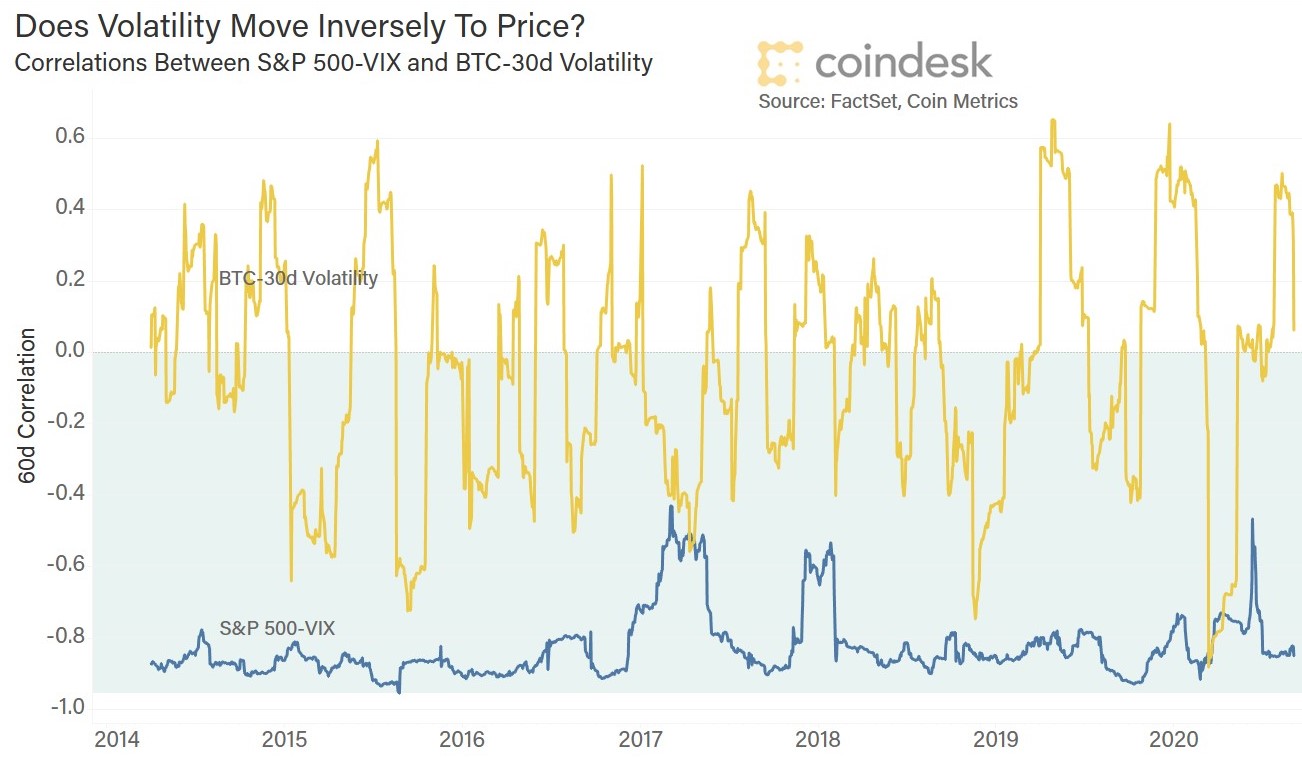 Does Volatility Move Inversely To Price?
Correlations Between S&P 500-VIX and BTC-30d Volatility
coindesk
Source: FactSet, Coin Metrics
60d Correlation
0.6
0.4
0.2
0.0
-0.2
-0.4
-0.6
-0.8
-1.0
BTC-30d Volatility
S&P 500-VIX
2014 2015 2016 2017 2018 2019 2020